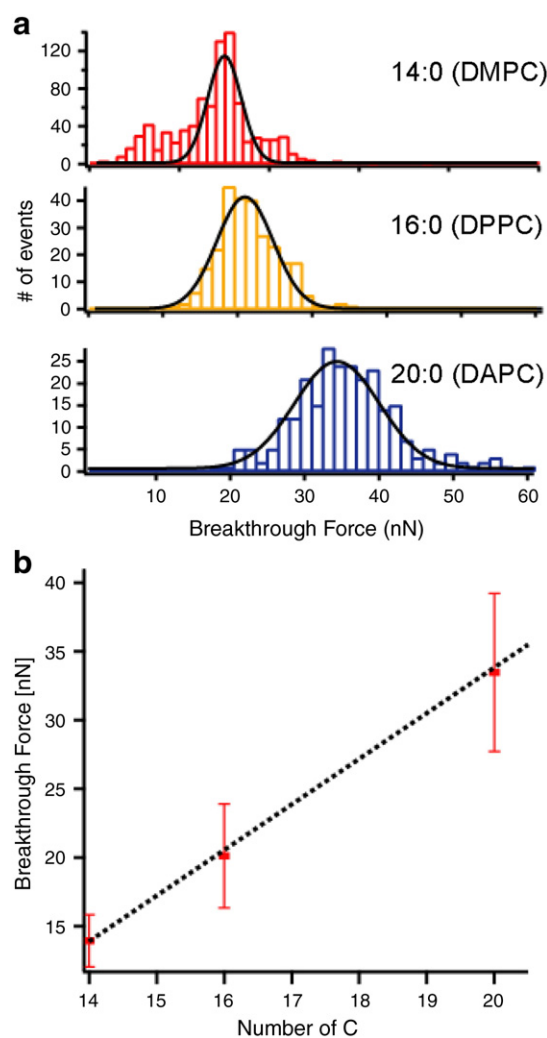 a
14:0 (DMPC)
120
80
40
0
16:0 (DPPC)
40
30
20
10
0
# of events
20:0 (DAPC)
25
20
15
10
5
0
10 20 30 40 50 60
Breakthrough Force (nN)
b
40
35
30
25
20
15
Breakthrough Force [nN]
14 15 16 17 18 19 20
Number of C